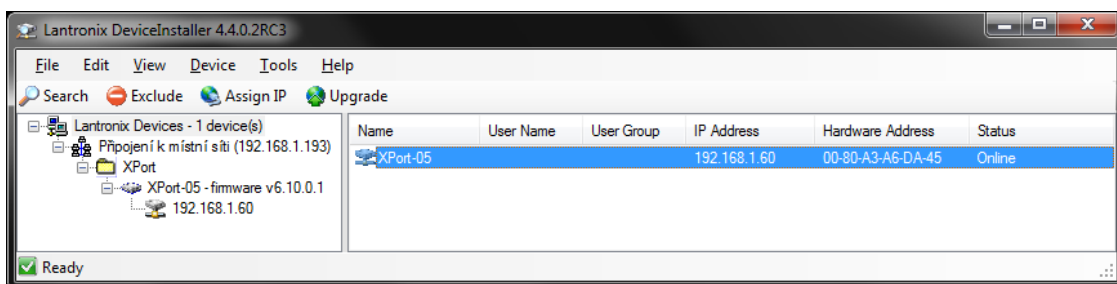 Lantronix DeviceInstaller 4.4.0.2RC3
File Edit View Device Tools Help
Search Exclude Assign IP Upgrade
Lantronix Devices - 1 device(s)
Připojení k místní síti (192.168.1.193)
XPort
XPort-05 - firmware v6.10.0.1
192.168.1.60
Name User Name User Group IP Address Hardware Address Status
XPort-05 192.168.1.60 00-80-A3-A6-DA-45 Online
Ready